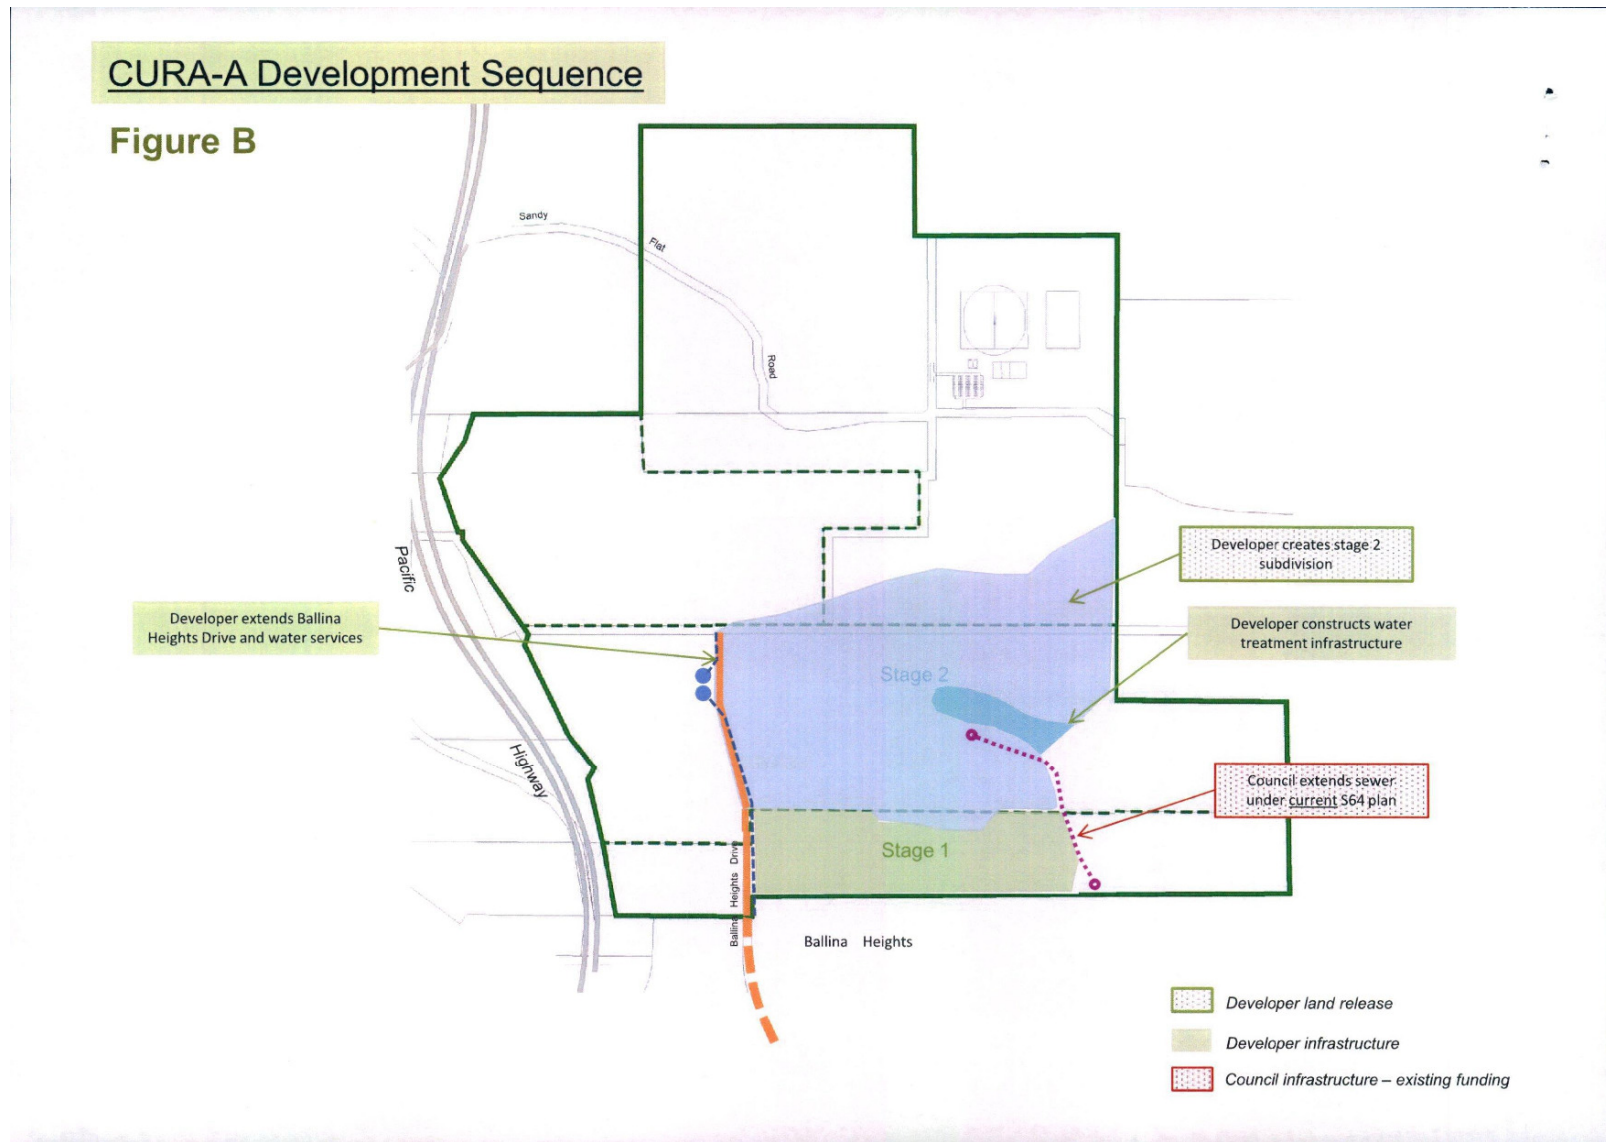 CURA-A Development Sequence
Figure B
Sandy
Flat
Road
Pacific
Highway
Developer creates stage 2
subdivision
Developer extends Ballina
Heights Drive and water services
Developer constructs water
treatment infrastructure
Stage 2
Council extends sewer
under current S64 plan
Stage 1
Ballina Heights Drive
Ballina Heights
Developer land release
Developer infrastructure
Council infrastructure – existing funding